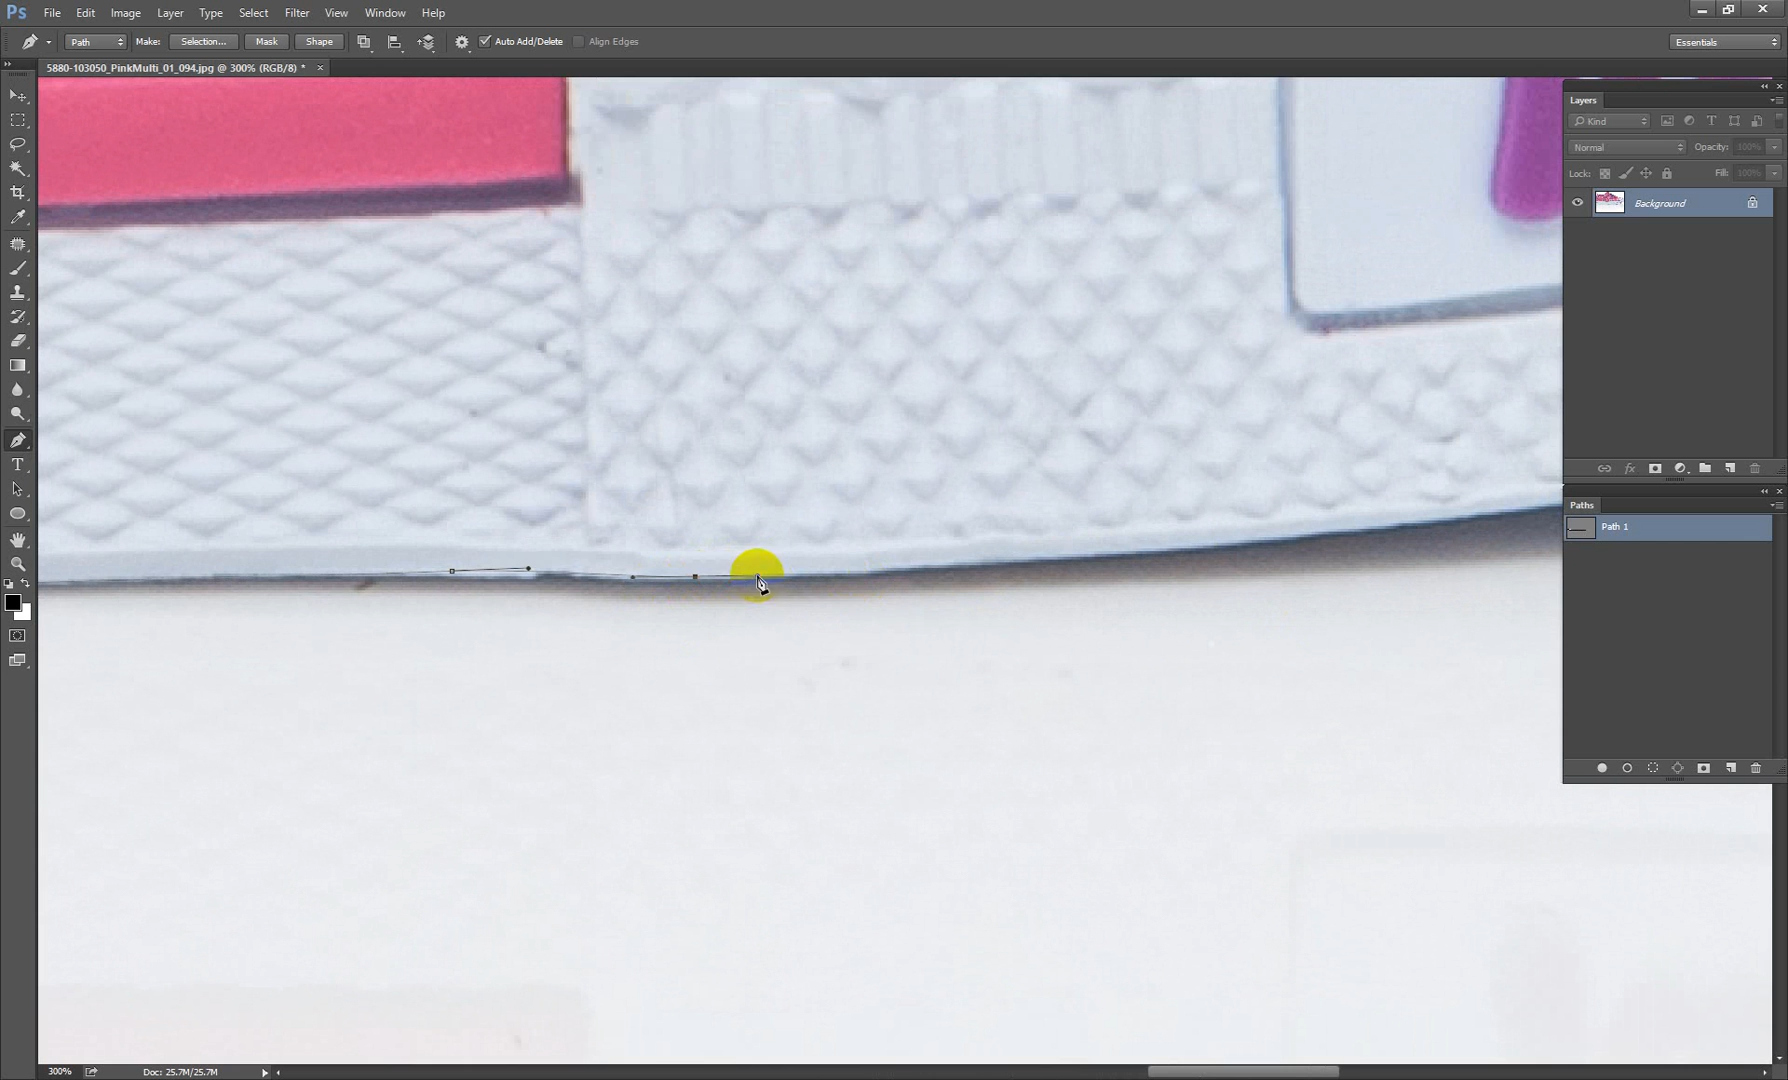 Ps File Edit Image Layer Type Select Filter View Window Help
Path Make: Selection... Mask Shape Auto Add/Delete Align Edges Essentials
5880-103050_PinkMulti_01_094.jpg @ 300% (RGB/8) * ×
Layers
Kind
Normal Opacity: 100%
Lock: Fill: 100%
Background
Paths
Path 1
300% Doc: 25.7M/25.7M